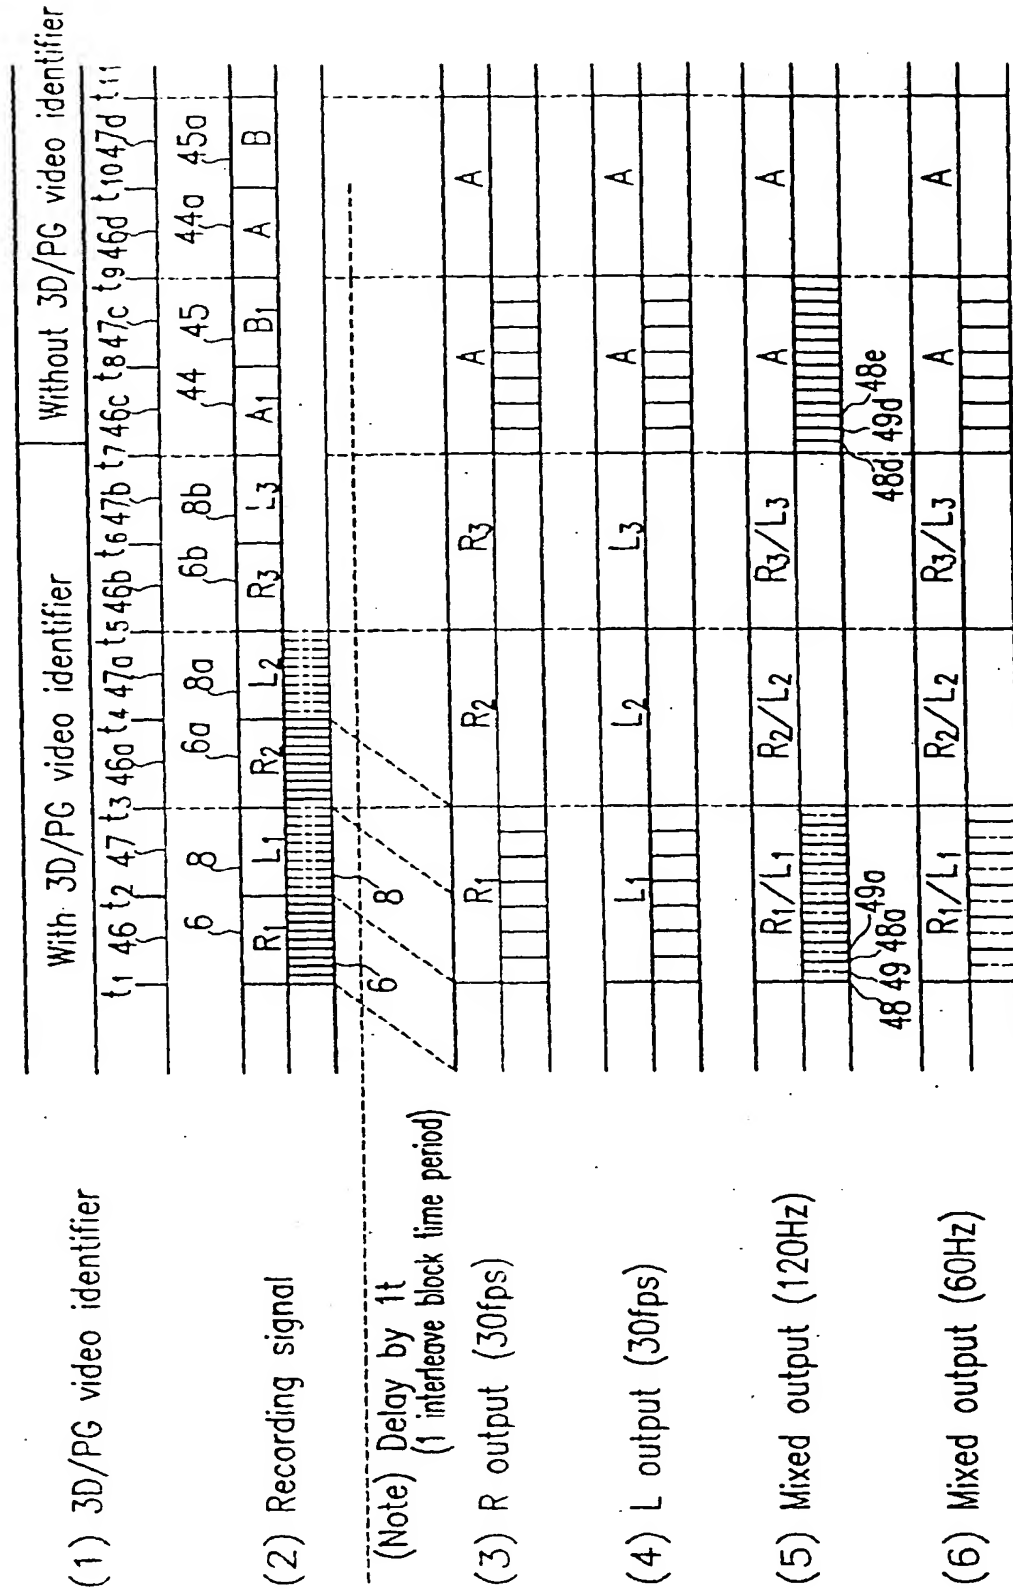 With 3D/PG video identifier
Without 3D/PG video identifier
(1) 3D/PG video identifier
t1 46 t2 47 t3 46a t4 47a t5 46b t6 47b t7 46c t8 47c t9 46d t10 47d t11
6 8 6a 8a 6b 8b 44 45 44a 45a
(2) Recording signal
R1 L1 R2 L2 R3 L3 A1 B1 A B
6 8
(Note) Delay by 1t
(1 interleave block time period)
(3) R output (30fps)
R1 R2 R3 A A
(4) L output (30fps)
L1 L2 L3 A A
(5) Mixed output (120Hz)
R1/L1 R2/L2 R3/L3 A A
48 49 48a 49a 48d 49d 48e
(6) Mixed output (60Hz)
R1/L1 R2/L2 R3/L3 A A